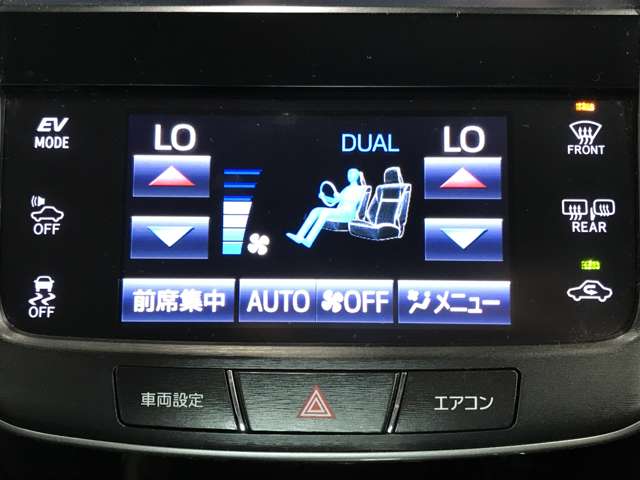 EV
MODE
LO
DUAL
LO
FRONT
OFF
REAR
OFF
前席集中
AUTO
OFF
メニュー
車両設定
エアコン